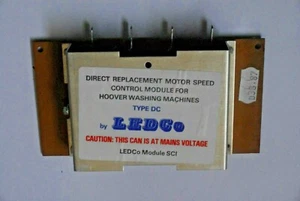 DIRECT REPLACEMENT MOTOR SPEED
CONTROL MODULE FOR
HOOVER WASHING MACHINES
TYPE DC
by LEDCo
CAUTION: THIS CAN IS AT MAINS VOLTAGE
LEDCo Module SCI